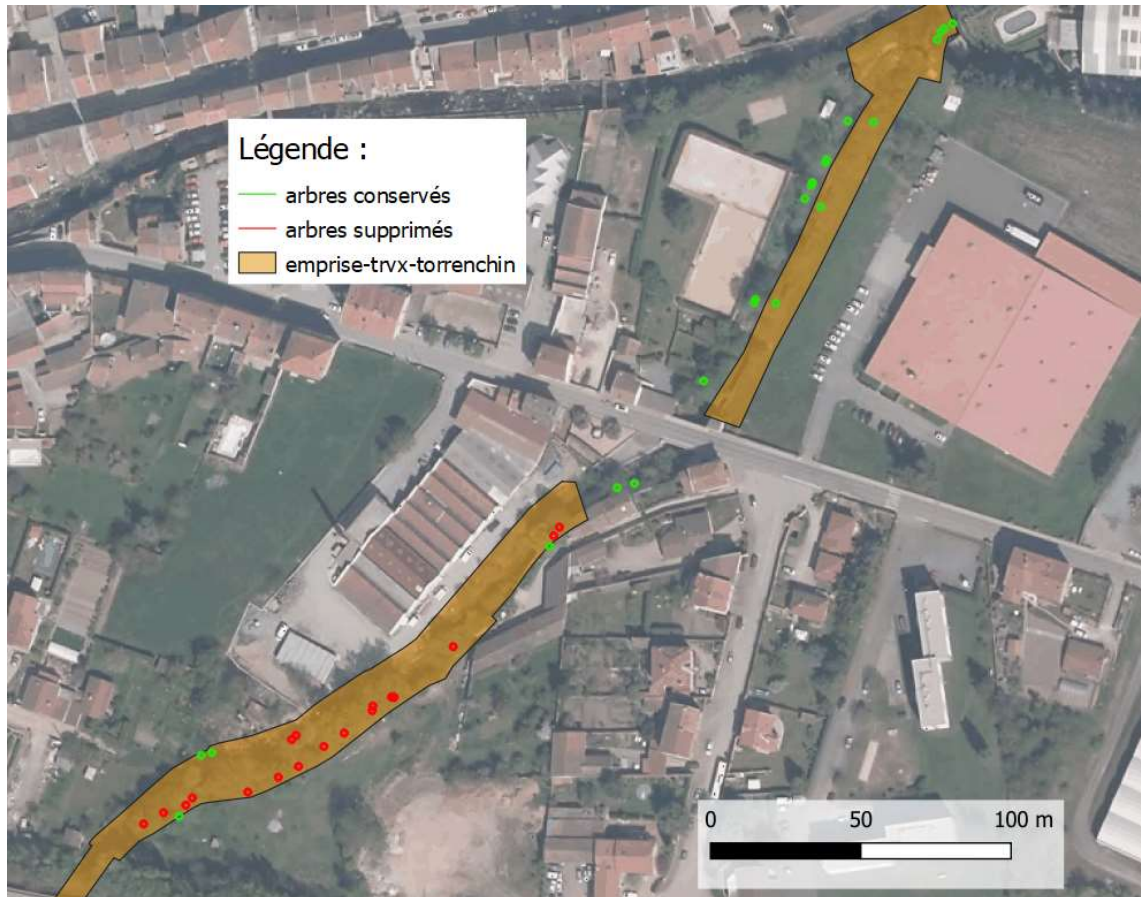 Légende :
arbres conservés
arbres supprimés
emprise-trvx-torrenchin
0 50 100 m